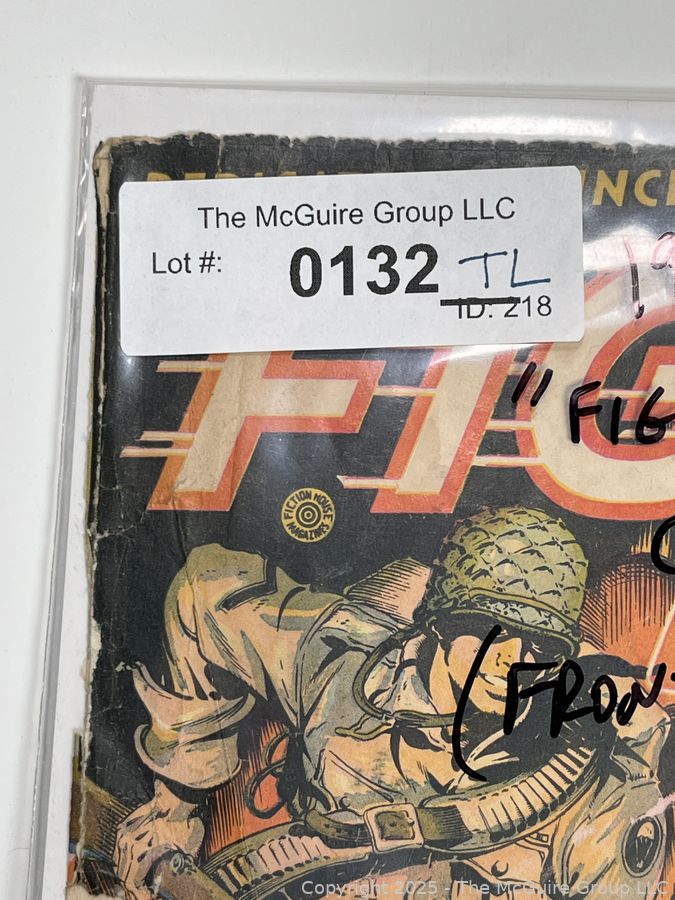 The McGuire Group LLC
Lot #: 0132 TL
ID: 218
FIG
" FIG
FICTION HOUSE
MAGAZINES
(FRON
Copyright 2025 - The McGuire Group LLC